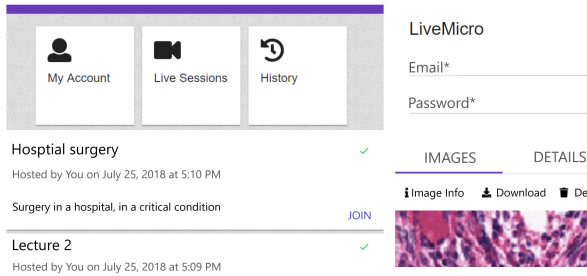 My Account
Live Sessions
History
Hosptial surgery
Hosted by You on July 25, 2018 at 5:10 PM
Surgery in a hospital, in a critical condition
JOIN
Lecture 2
Hosted by You on July 25, 2018 at 5:09 PM
LiveMicro
Email*
Password*
IMAGES
DETAILS
Image Info
Download
De